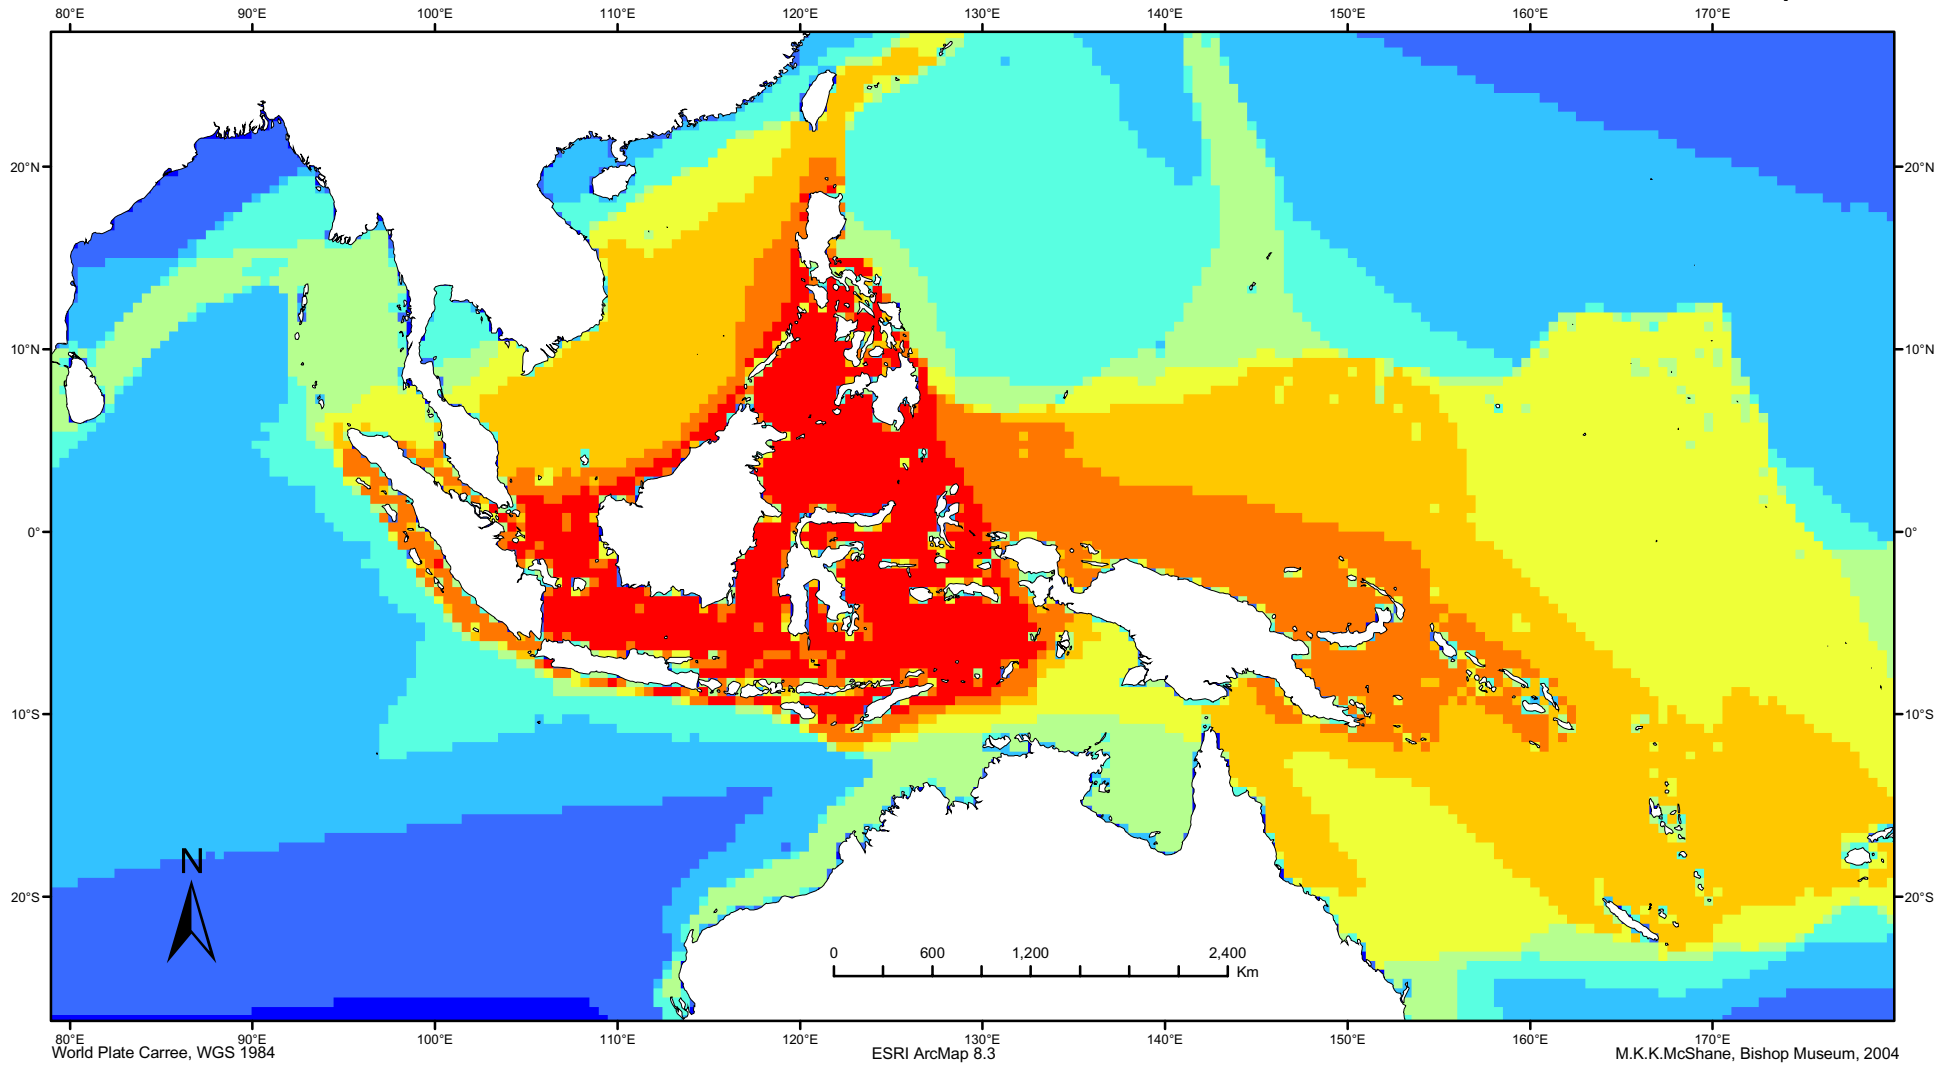 80°E 90°E 100°E 110°E 120°E 130°E 140°E 150°E 160°E 170°E
20°N 20°N
10°N 10°N
0° 0°
10°S 10°S
N
20°S 20°S
0 600 1,200 2,400
Km
80°E 90°E 100°E 110°E 120°E 130°E 140°E 150°E 160°E 170°E
World Plate Carree, WGS 1984 ESRI ArcMap 8.3 M.K.K.McShane, Bishop Museum, 2004